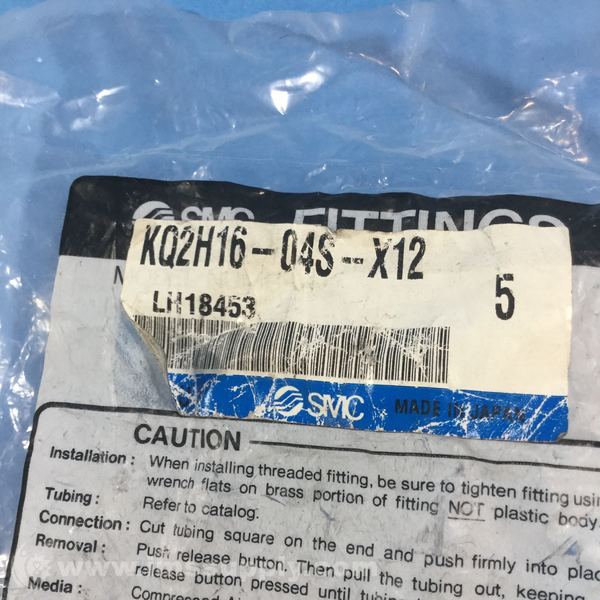 SMC FITTINGS
KQ2H16-04S-X12
5
LH18453
SMC MADE IN JAPAN
CAUTION
Installation: When installing threaded fitting, be sure to tighten fitting
wrench flats on brass portion of fitting NOT plastic body.
Tubing: Refer to catalog.
Connection: Cut tubing square on the end and push firmly into
Removal: Push release button. Then pull the tubing out, keeping
release button pressed until
Media: